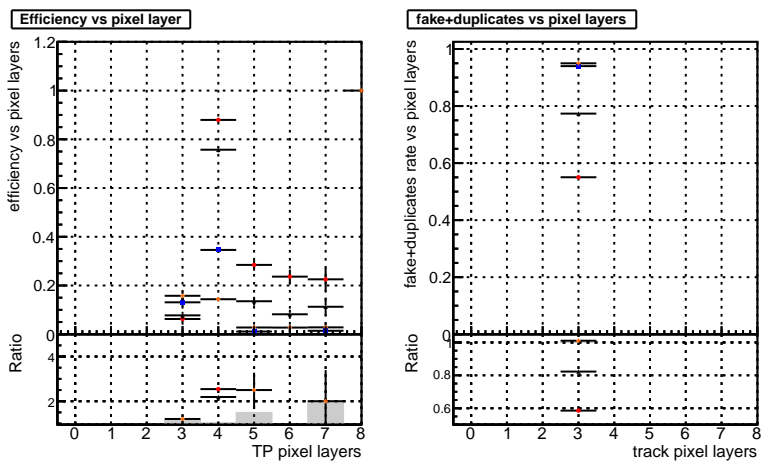 Efficiency vs pixel layer
efficiency vs pixel layers
1.2
1
0.8
0.6
0.4
0.2
0
Ratio
4
2
0 1 2 3 4 5 6 7 8
TP pixel layers
fake+duplicates vs pixel layers
fake+duplicates rate vs pixel layers
1
0.8
0.6
0.4
0.2
0
Ratio
1
0.8
0.6
0 1 2 3 4 5 6 7 8
track pixel layers